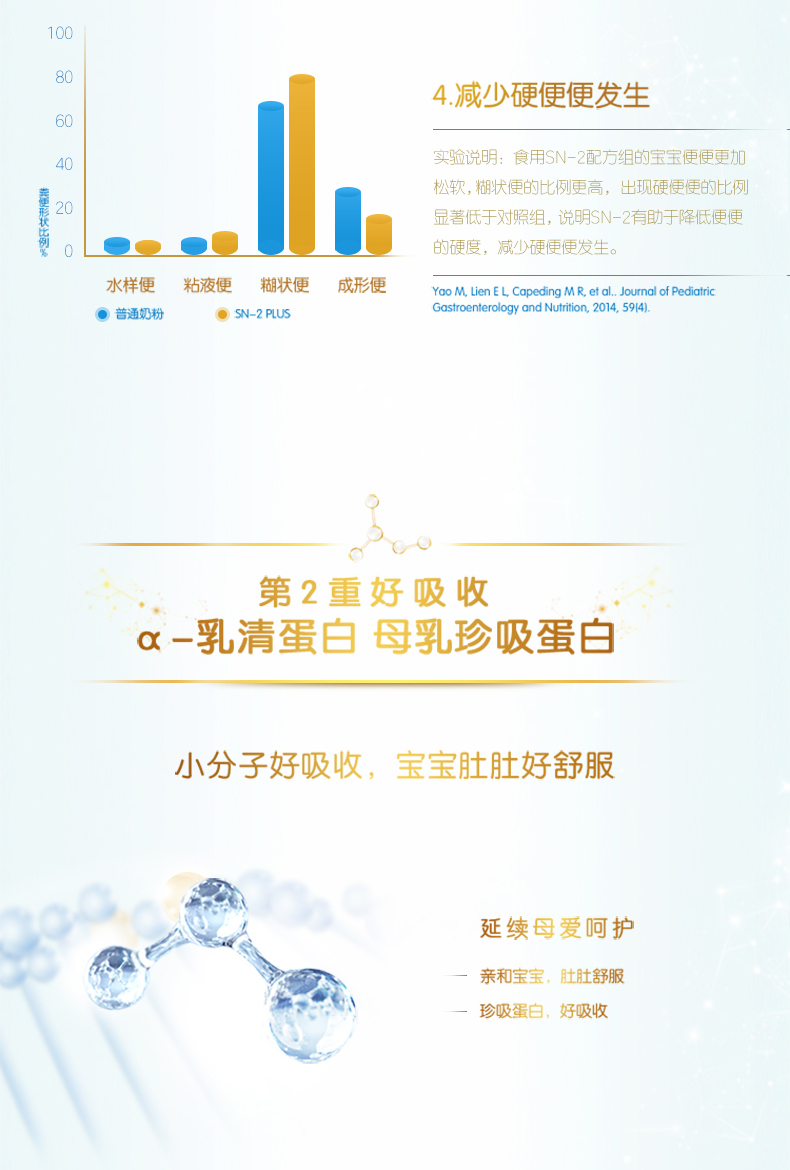 100
80
60
40
20
0
粪便形状比例%
水样便 粘液便 糊状便 成形便
普通奶粉 SN-2 PLUS
4.减少硬便便发生
实验说明：食用SN-2配方组的宝宝便便更加
松软,糊状便的比例更高，出现硬便便的比例
显著低于对照组，说明SN-2有助于降低便便
的硬度，减少硬便便发生。
Yao M, Lien E L, Capeding M R, et al.. Journal of Pediatric
Gastroenterology and Nutrition, 2014, 59(4).
第2重好吸收
α-乳清蛋白 母乳珍吸蛋白
小分子好吸收，宝宝肚肚好舒服
延续母爱呵护
亲和宝宝，肚肚舒服
珍吸蛋白，好吸收